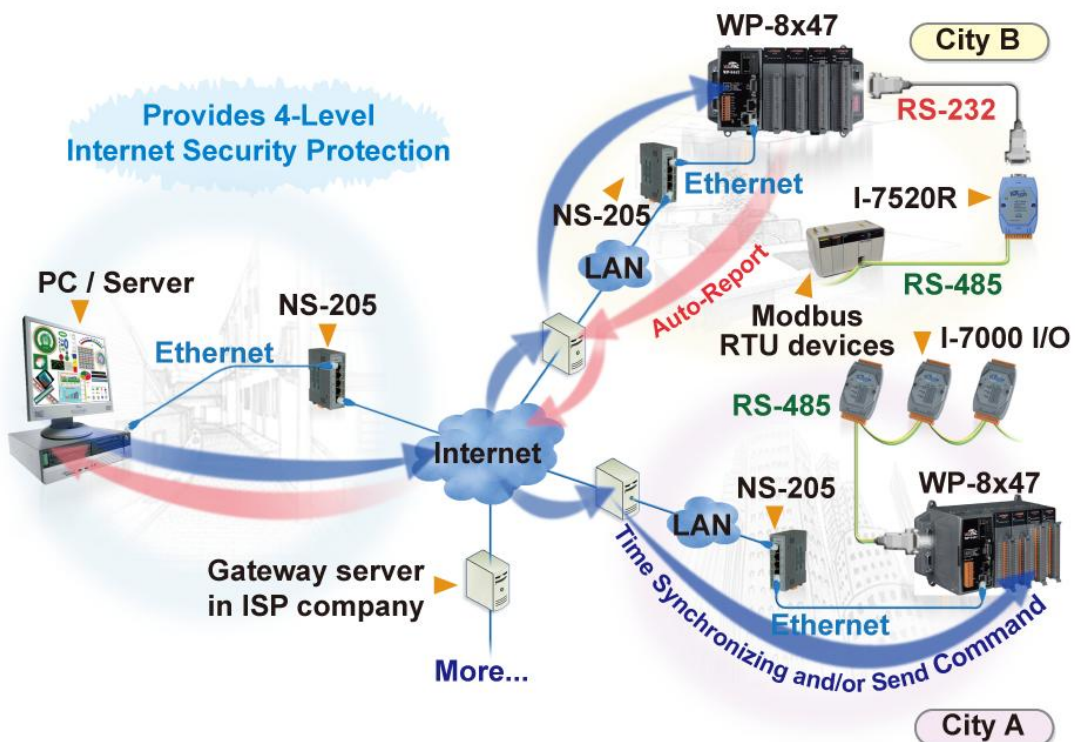 WP-8x47
City B
Provides 4-Level
Internet Security Protection
RS-232
Ethernet
NS-205
I-7520R
LAN
PC / Server
NS-205
Auto-Report
RS-485
Modbus
RTU devices
I-7000 I/O
Ethernet
RS-485
Internet
NS-205
WP-8x47
LAN
Gateway server
in ISP company
Time Synchronizing and/or Send Command
Ethernet
More...
City A